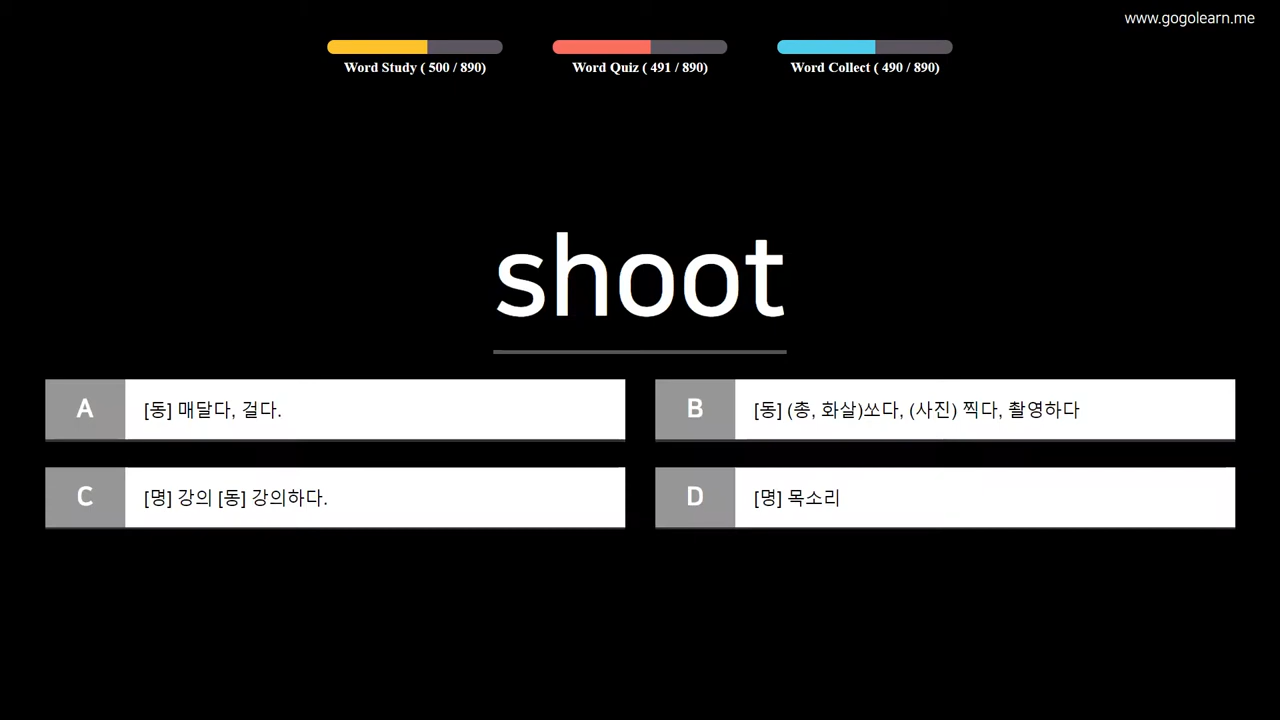 www.gogolearn.me
Word Study ( 500 / 890)
Word Quiz ( 491 / 890)
Word Collect ( 490 / 890)
shoot
A [동] 매달다, 걸다.
B [동] (총, 화살)쏘다, (사진) 찍다, 촬영하다
C [명] 강의 [동] 강의하다.
D [명] 목소리